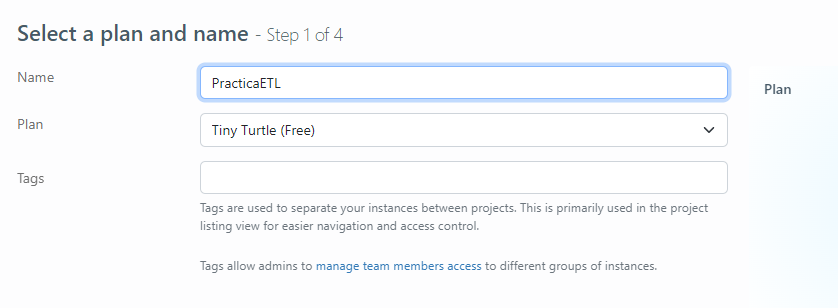 Select a plan and name - Step 1 of 4
Name
PracticaETL
Plan
Plan
Tiny Turtle (Free)
Tags
Tags are used to separate your instances between projects. This is primarily used in the project
listing view for easier navigation and access control.
Tags allow admins to manage team members access to different groups of instances.